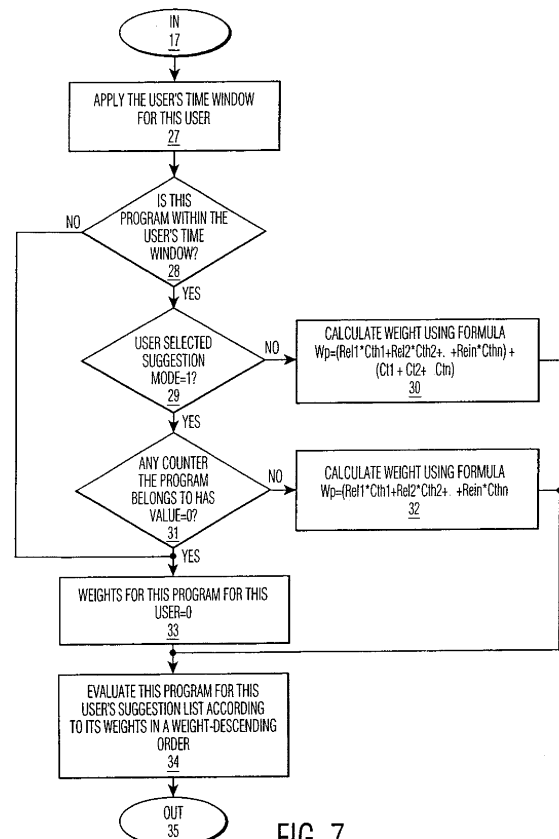 IN
17
APPLY THE USER'S TIME WINDOW
FOR THIS USER
27
IS THIS
PROGRAM WITHIN THE
USER'S TIME
WINDOW?
28
NO
YES
USER SELECTED
SUGGESTION
MODE=1?
29
NO
YES
CALCULATE WEIGHT USING FORMULA
Wp=(Rel1*Cth1+Rel2*Cth2+. +Rein*Cthn) +
(Ct1 + Ct2+ Ctn)
30
ANY COUNTER
THE PROGRAM
BELONGS TO HAS
VALUE=0?
31
NO
YES
CALCULATE WEIGHT USING FORMULA
Wp=(Rel1*Cth1+Rel2*Cth2+. +Rein*Cthn
32
WEIGHTS FOR THIS PROGRAM FOR THIS
USER=0
33
EVALUATE THIS PROGRAM FOR THIS
USER'S SUGGESTION LIST ACCORDING
TO ITS WEIGHTS IN A WEIGHT-DESCENDING
ORDER
34
OUT
35
FIG. 7